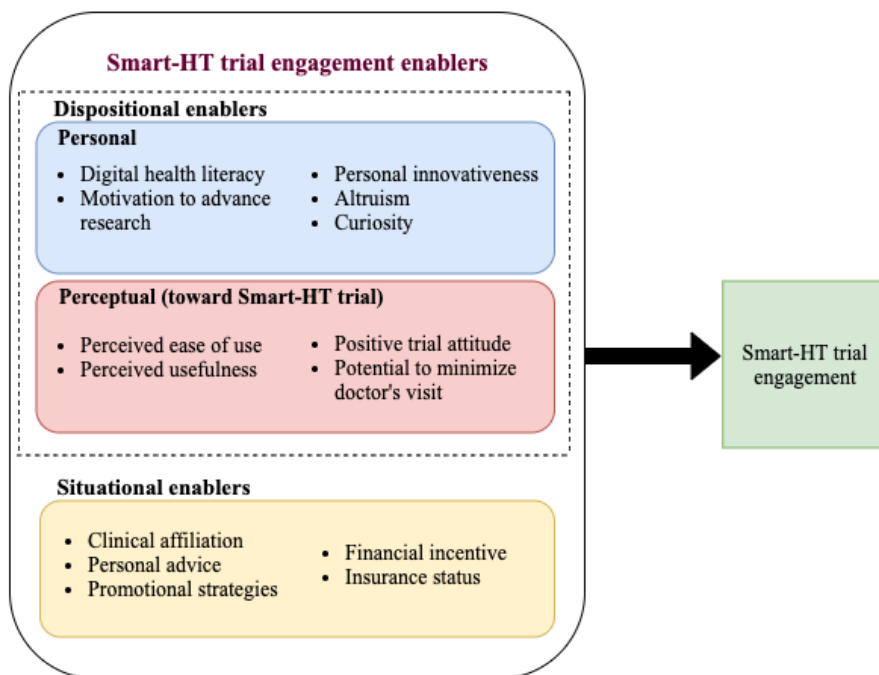 Smart-HT trial engagement enablers
Dispositional enablers
Personal
• Digital health literacy
• Motivation to advance
research
• Personal innovativeness
• Altruism
• Curiosity
Perceptual (toward Smart-HT trial)
• Perceived ease of use
• Perceived usefulness
• Positive trial attitude
• Potential to minimize
doctor's visit
Situational enablers
• Clinical affiliation
• Personal advice
• Promotional strategies
• Financial incentive
• Insurance status
Smart-HT trial
engagement